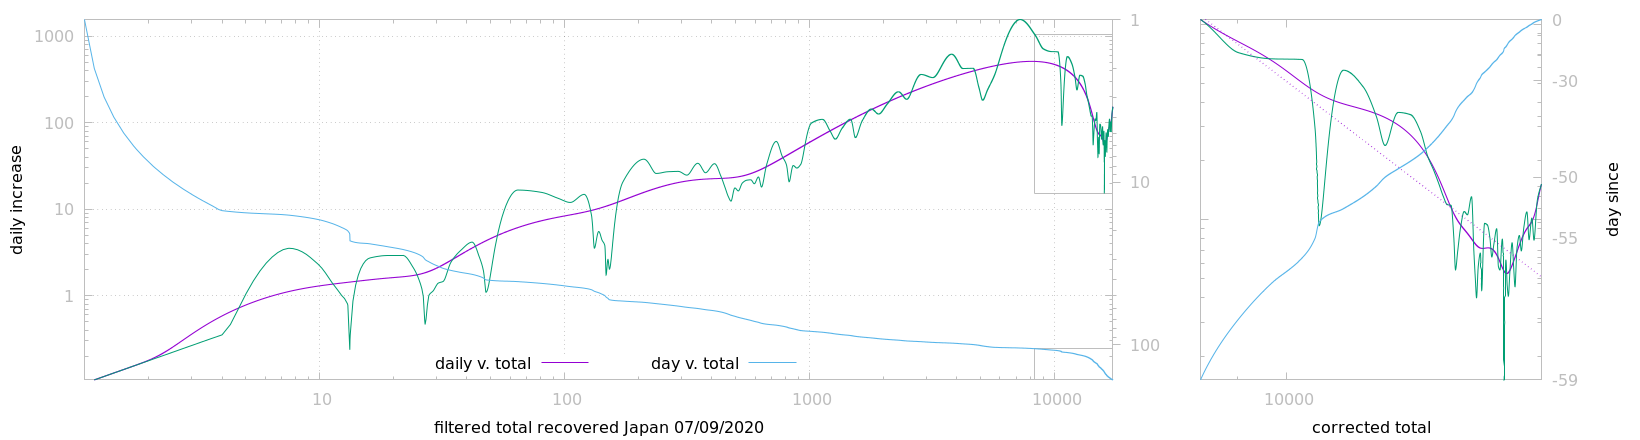 1000
100
10
1
daily increase
10
100
1000
10000
filtered total recovered Japan 07/09/2020
daily v. total
day v. total
1
10
100
0
-30
-50
-55
-59
day since
10000
corrected total